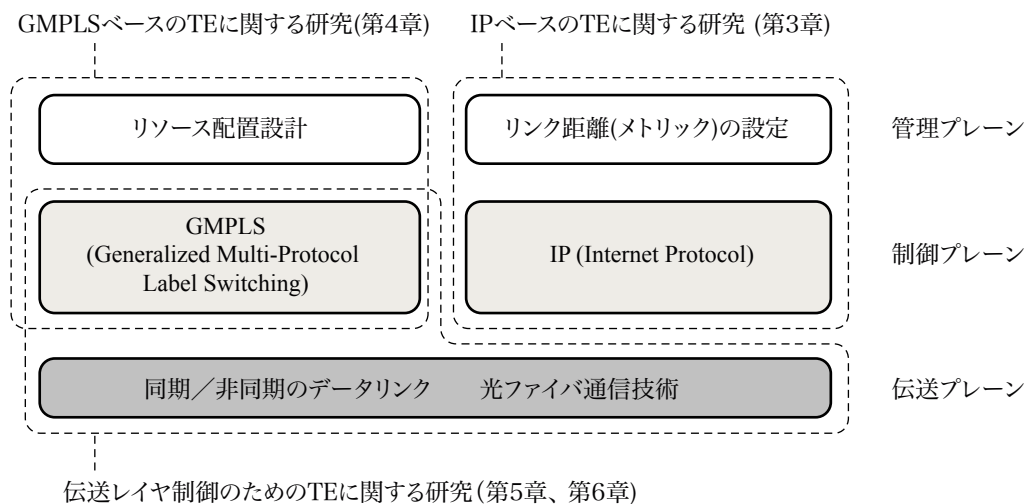 GMPLSベースのTEに関する研究(第4章)
IPベースのTEに関する研究 (第3章)
リソース配置設計
リンク距離(メトリック)の設定
管理プレーン
GMPLS
(Generalized Multi-Protocol
Label Switching)
IP (Internet Protocol)
制御プレーン
同期／非同期のデータリンク 光ファイバ通信技術
伝送プレーン
伝送レイヤ制御のためのTEに関する研究(第5章、第6章)